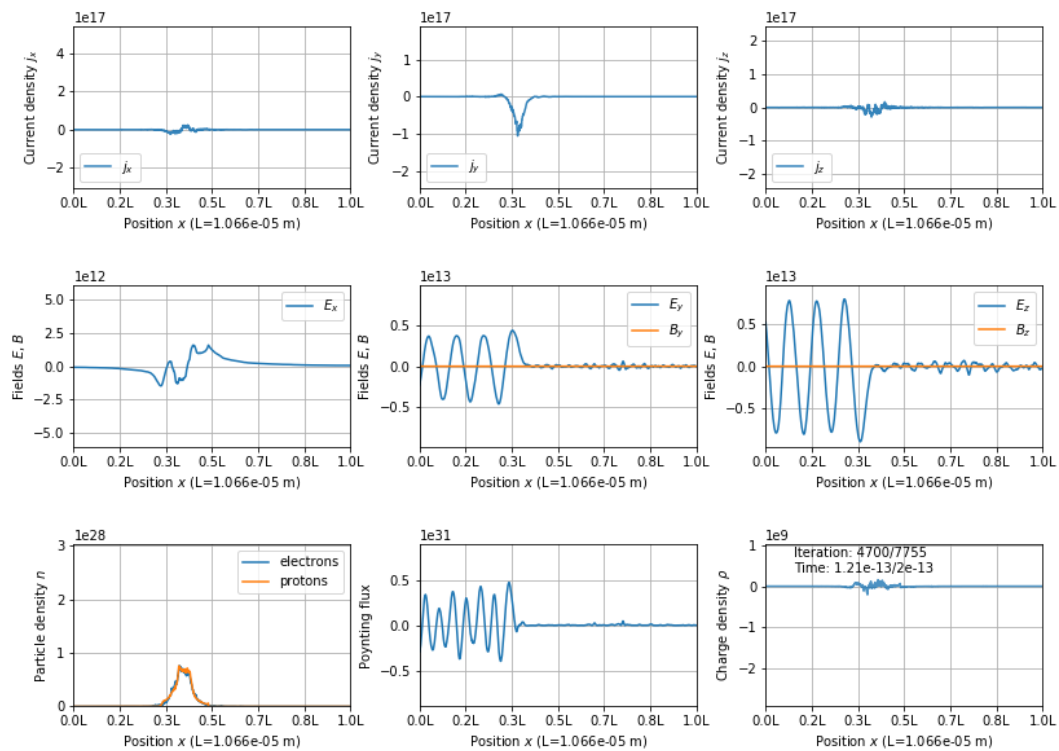 1e17
Current density jx
4
2
0
−2
jx
0.0L 0.2L 0.3L 0.5L 0.7L 0.8L 1.0L
Position x (L=1.066e-05 m)
1e17
Current density jy
1
0
−1
−2
jy
0.0L 0.2L 0.3L 0.5L 0.7L 0.8L 1.0L
Position x (L=1.066e-05 m)
1e17
Current density jz
2
1
0
−1
−2
jz
0.0L 0.2L 0.3L 0.5L 0.7L 0.8L 1.0L
Position x (L=1.066e-05 m)
1e12
Fields E, B
5.0
2.5
0.0
−2.5
−5.0
Ex
0.0L 0.2L 0.3L 0.5L 0.7L 0.8L 1.0L
Position x (L=1.066e-05 m)
1e13
Fields E, B
0.5
0.0
−0.5
Ey
By
0.0L 0.2L 0.3L 0.5L 0.7L 0.8L 1.0L
Position x (L=1.066e-05 m)
1e13
Fields E, B
0.5
0.0
−0.5
Ez
Bz
0.0L 0.2L 0.3L 0.5L 0.7L 0.8L 1.0L
Position x (L=1.066e-05 m)
1e28
Particle density n
3
2
1
0
electrons
protons
0.0L 0.2L 0.3L 0.5L 0.7L 0.8L 1.0L
Position x (L=1.066e-05 m)
1e31
Poynting flux
0.5
0.0
−0.5
0.0L 0.2L 0.3L 0.5L 0.7L 0.8L 1.0L
Position x (L=1.066e-05 m)
1e9
Charge density ρ
1
0
−1
−2
Iteration: 4700/7755
Time: 1.21e-13/2e-13
0.0L 0.2L 0.3L 0.5L 0.7L 0.8L 1.0L
Position x (L=1.066e-05 m)